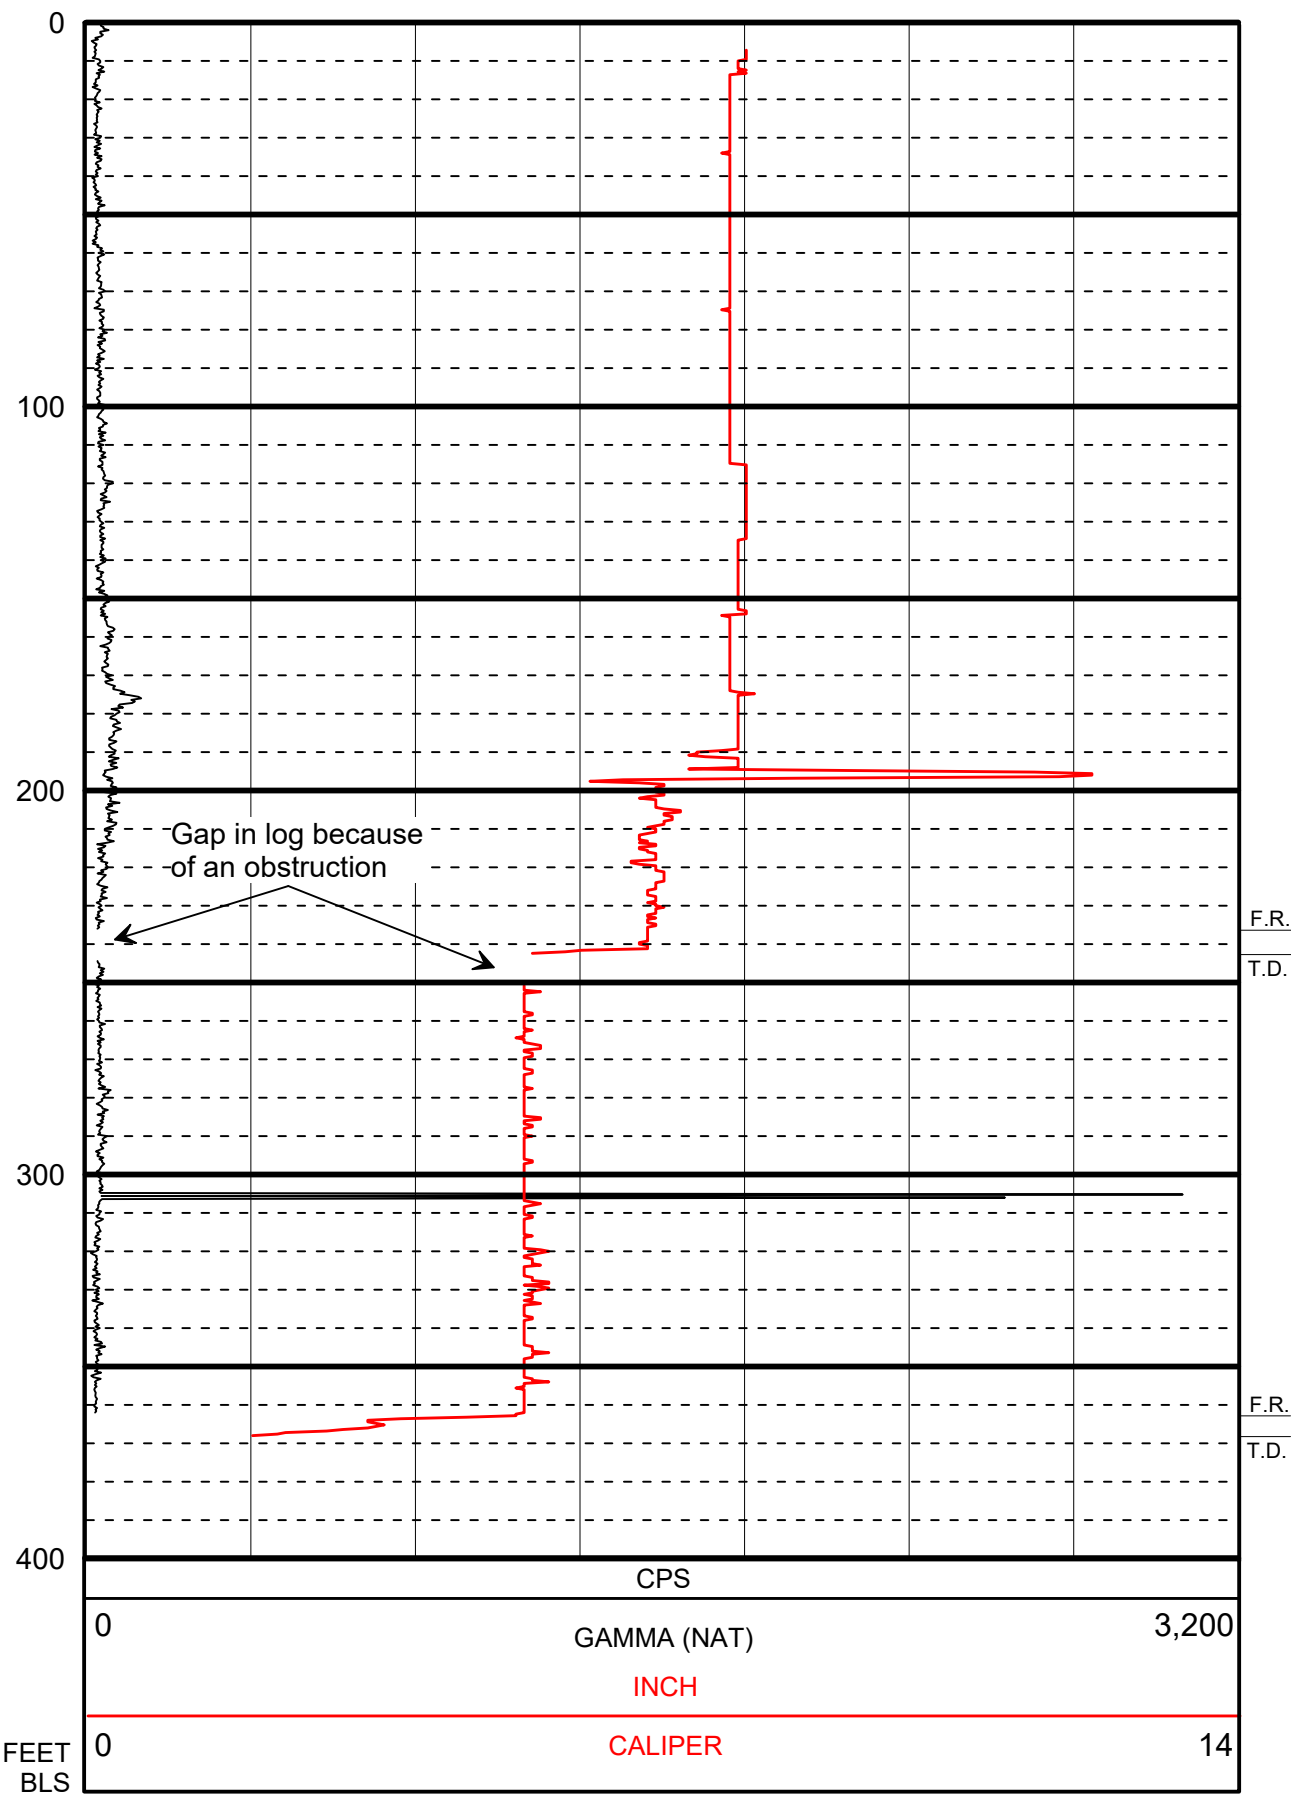 0
100
200
Gap in log because
of an obstruction
F.R.
T.D.
300
F.R.
T.D.
400
CPS
0 3,200
GAMMA (NAT)
INCH
0 CALIPER 14
FEET
BLS